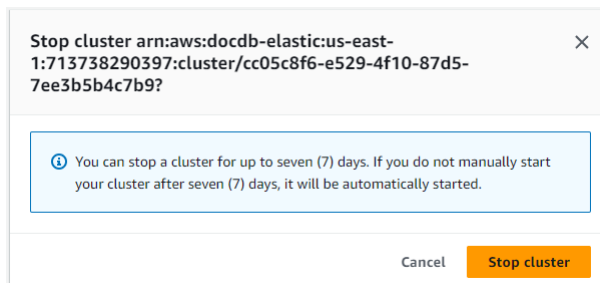 Stop cluster arn:aws:docdb-elastic:us-east-
1:713738290397:cluster/cc05c8f6-e529-4f10-87d5-
7ee3b5b4c7b9?
You can stop a cluster for up to seven (7) days. If you do not manually start
your cluster after seven (7) days, it will be automatically started.
Cancel
Stop cluster